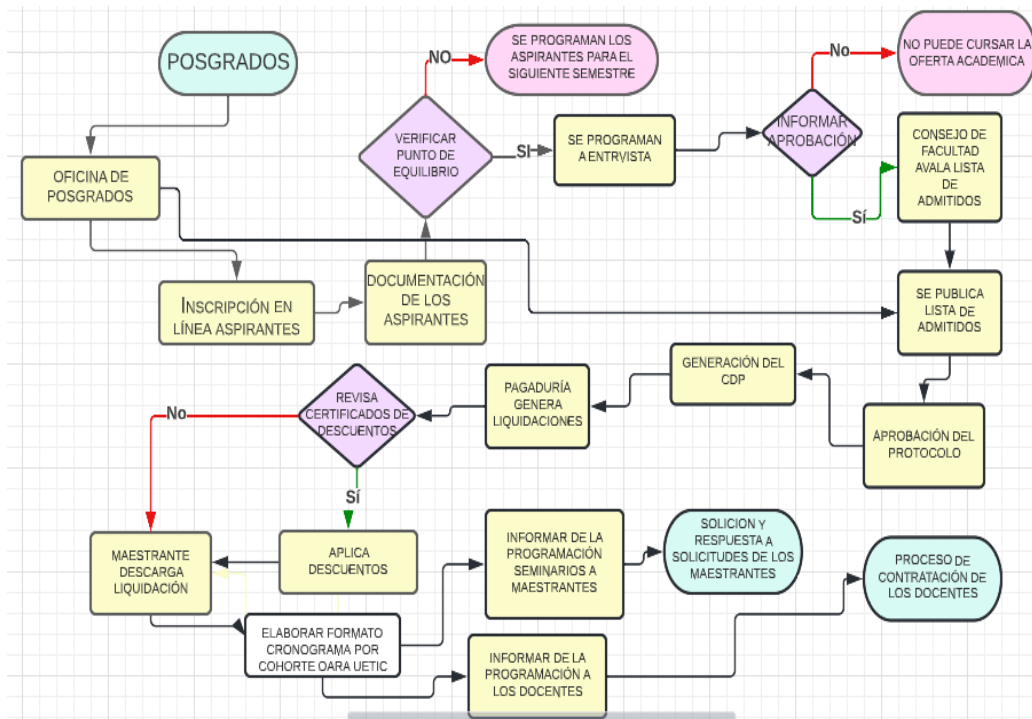 POSGRADOS
NO
SE PROGRAMAN LOS
ASPIRANTES PARA EL
SIGUIENTE SEMESTRE
No
NO PUEDE CURSAR LA
OFERTA ACADEMICA
OFICINA DE
POSGRADOS
VERIFICAR
PUNTO DE
EQUILIBRIO
SI
SE PROGRAMAN
A ENTRVISTA
INFORMAR
APROBACIÓN
Sí
CONSEJO DE
FACULTAD
AVALA LISTA
DE
ADMITIDOS
INSCRIPCIÓN EN
LÍNEA ASPIRANTES
DOCUMENTACIÓN
DE LOS
ASPIRANTES
SE PUBLICA
LISTA DE
ADMITIDOS
REVISA
CERTIFICADOS DE
DESCUENTOS
No
Sí
PAGADURÍA
GENERA
LIQUIDACIONES
GENERACIÓN DEL
CDP
APROBACIÓN DEL
PROTOCOLO
MAESTRANTE
DESCARGA
LIQUIDACIÓN
APLICA
DESCUENTOS
INFORMAR DE LA
PROGRAMACIÓN
SEMINARIOS A
MAESTRANTES
SOLICION Y
RESPUESTA A
SOLICITUDES DE LOS
MAESTRANTES
PROCESO DE
CONTRATACIÓN DE
LOS DOCENTES
ELABORAR FORMATO
CRONOGRAMA POR
COHORTE OARA UETIC
INFORMAR DE LA
PROGRAMACIÓN A
LOS DOCENTES